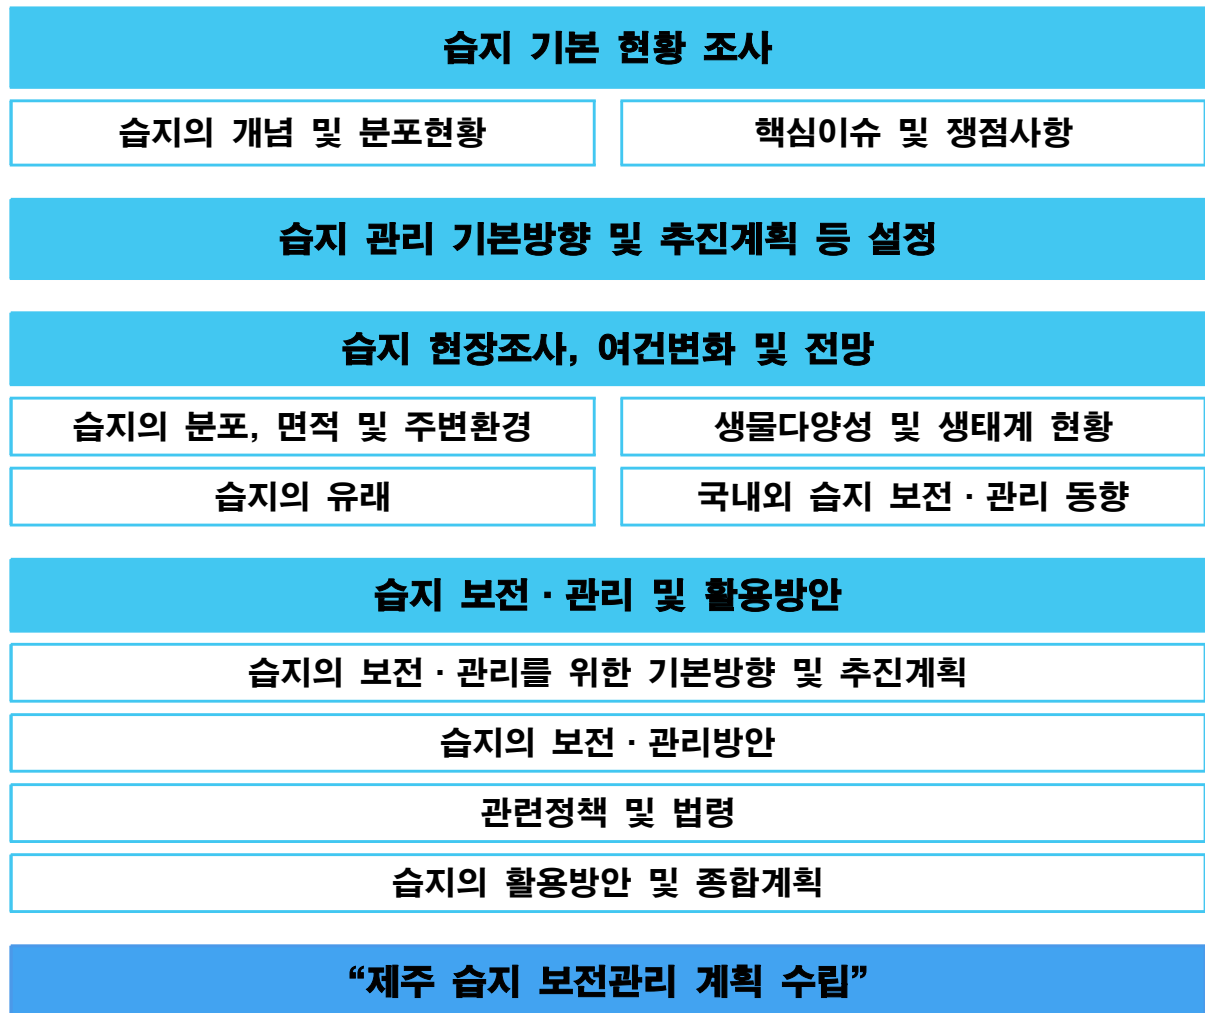 습지 기본 현황 조사
습지의 개념 및 분포현황
핵심이슈 및 쟁점사항
습지 관리 기본방향 및 추진계획 등 설정
습지 현장조사, 여건변화 및 전망
습지의 분포, 면적 및 주변환경
생물다양성 및 생태계 현황
습지의 유래
국내외 습지 보전·관리 동향
습지 보전·관리 및 활용방안
습지의 보전·관리를 위한 기본방향 및 추진계획
습지의 보전·관리방안
관련정책 및 법령
습지의 활용방안 및 종합계획
“제주 습지 보전관리 계획 수립”